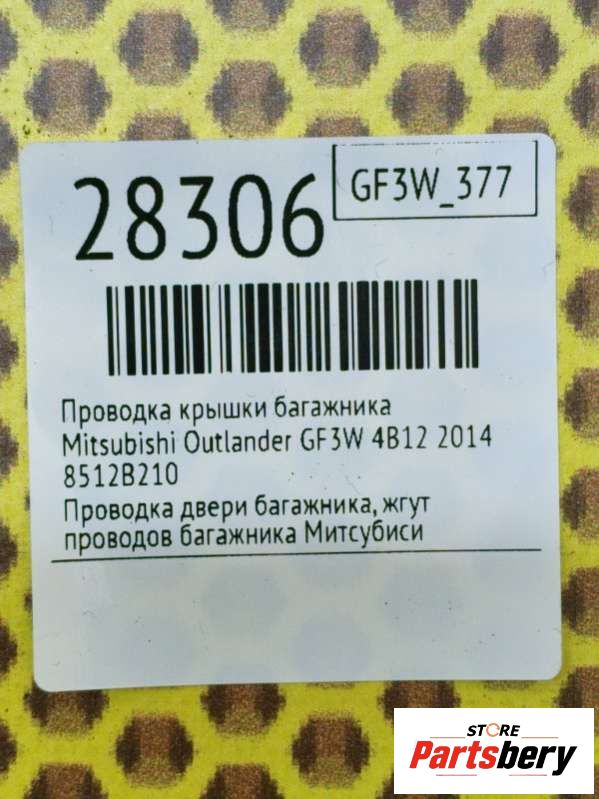 28306
GF3W_377
Проводка крышки багажника
Mitsubishi Outlander GF3W 4B12 2014
8512B210
Проводка двери багажника, жгут
проводов багажника Митсубиси
STORE
Partsbery